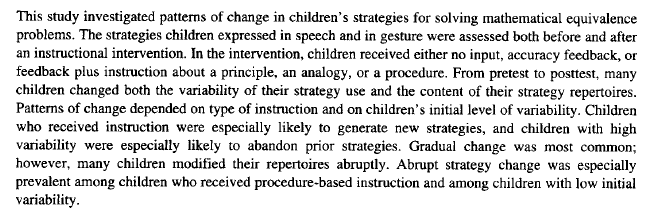 This study investigated patterns of change in children's strategies for solving mathematical equivalence
problems. The strategies children expressed in speech and in gesture were assessed both before and after
an instructional intervention. In the intervention, children received either no input, accuracy feedback, or
feedback plus instruction about a principle, an analogy, or a procedure. From pretest to posttest, many
children changed both the variability of their strategy use and the content of their strategy repertoires.
Patterns of change depended on type of instruction and on children's initial level of variability. Children
who received instruction were especially likely to generate new strategies, and children with high
variability were especially likely to abandon prior strategies. Gradual change was most common;
however, many children modified their repertoires abruptly. Abrupt strategy change was especially
prevalent among children who received procedure-based instruction and among children with low initial
variability.